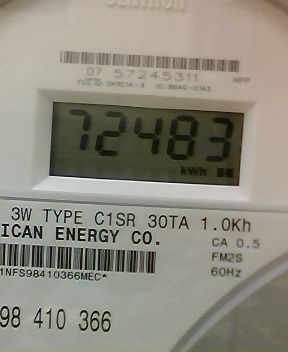 07 57245311
72483
kWh
3W TYPE C1SR 30TA 1.0Kh
ICAN ENERGY CO.
CA 0.5
FM2S
60Hz
1NFS98410366MEC*
98 410 366